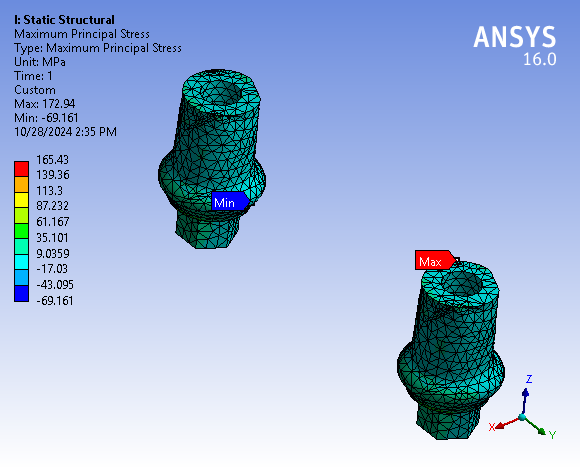 I: Static Structural
Maximum Principal Stress
Type: Maximum Principal Stress
Unit: MPa
Time: 1
Custom
Max: 172.94
Min: -69.161
10/28/2024 2:35 PM
ANSYS
16.0
165.43
139.36
113.3
87.232
61.167
35.101
9.0359
-17.03
-43.095
-69.161
Min
Max
Z
X
Y